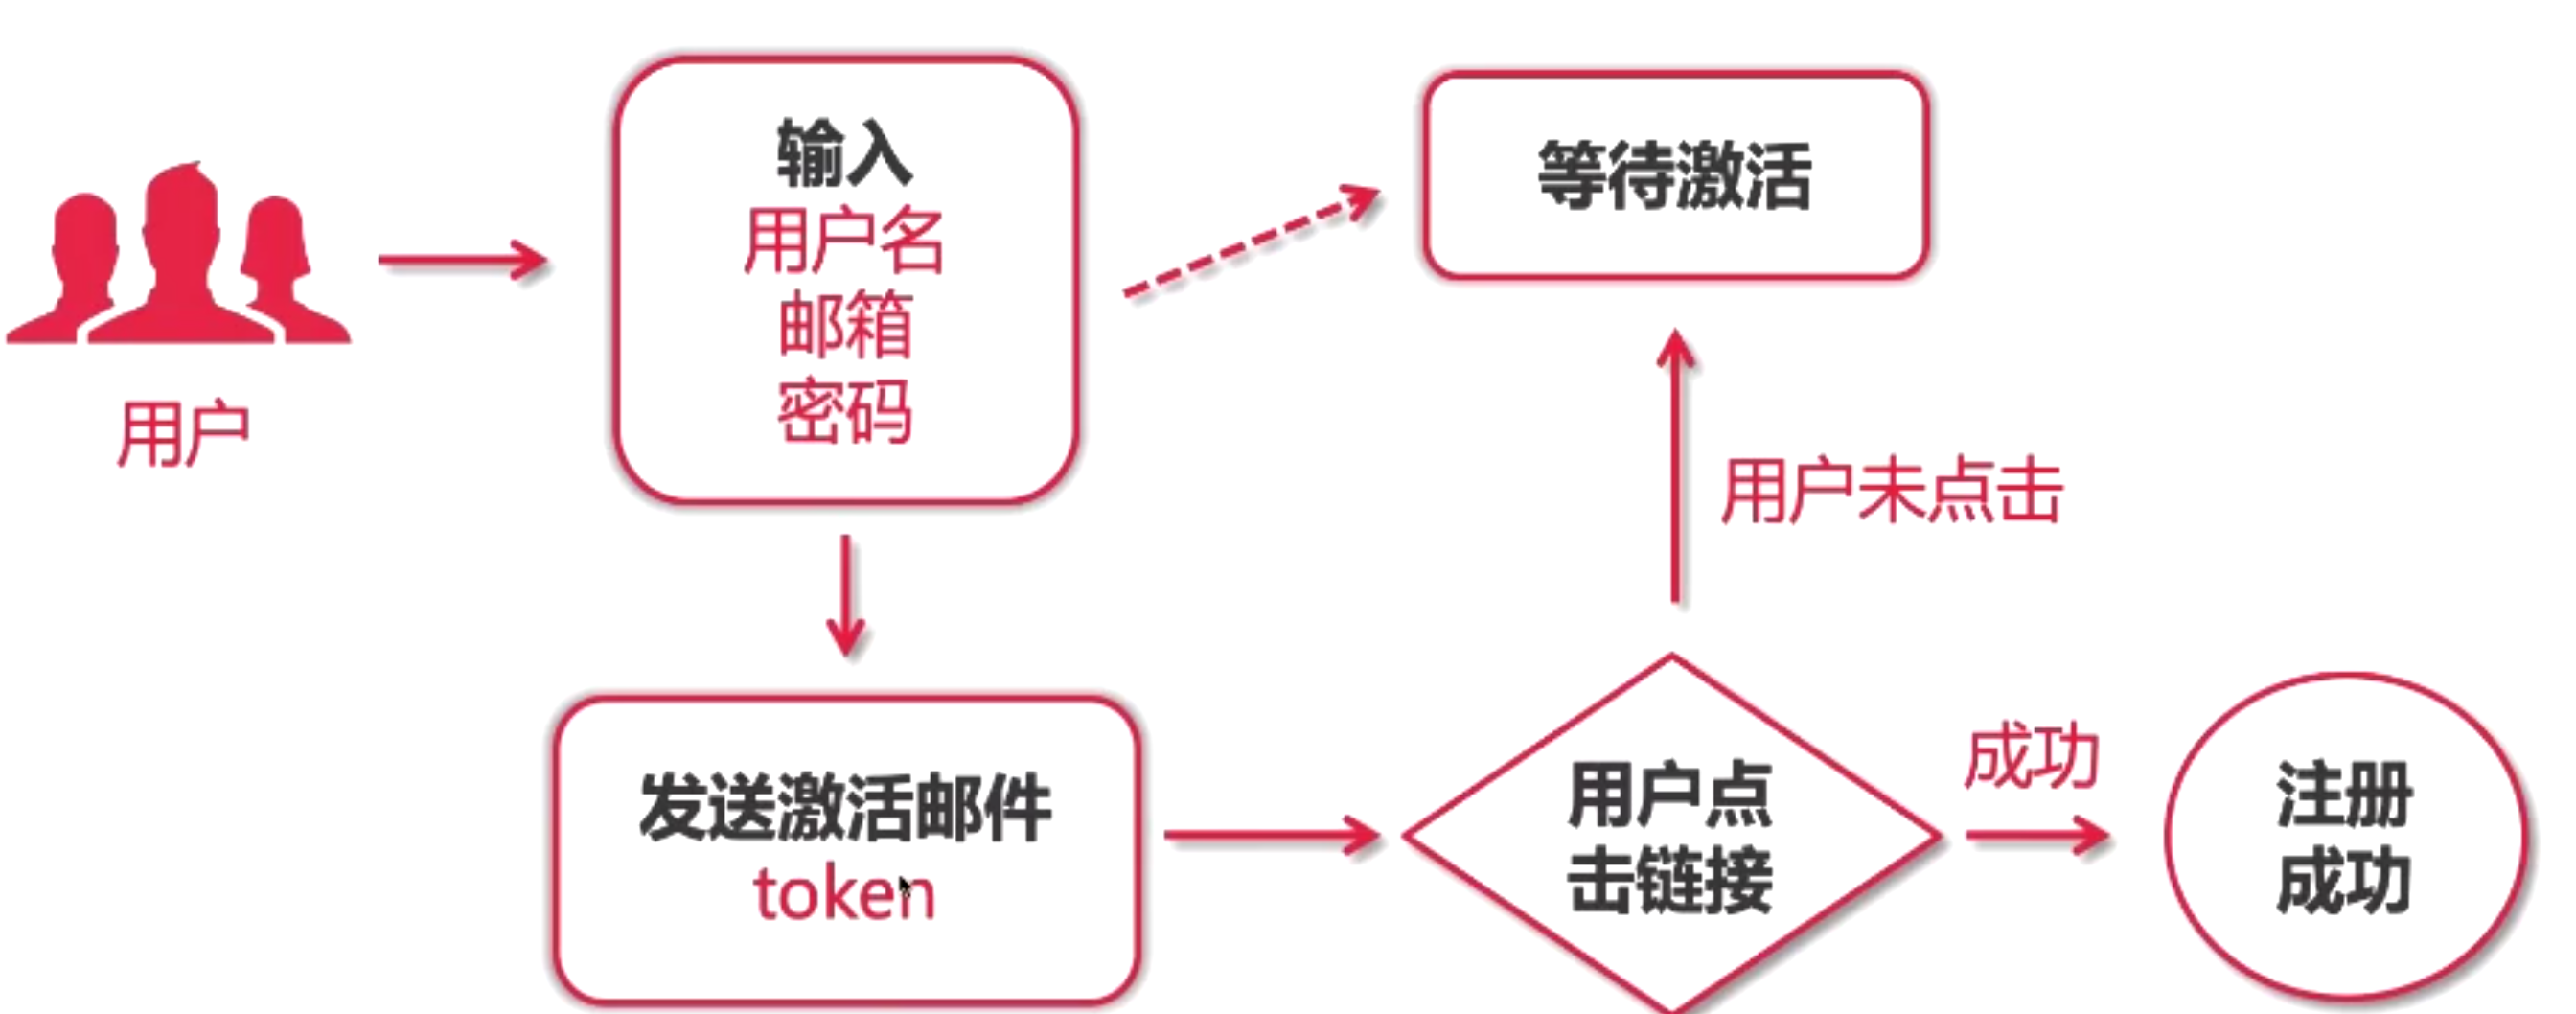 用户
输入
用户名
邮箱
密码
等待激活
用户未点击
发送激活邮件
token
用户点
击链接
成功
注册
成功